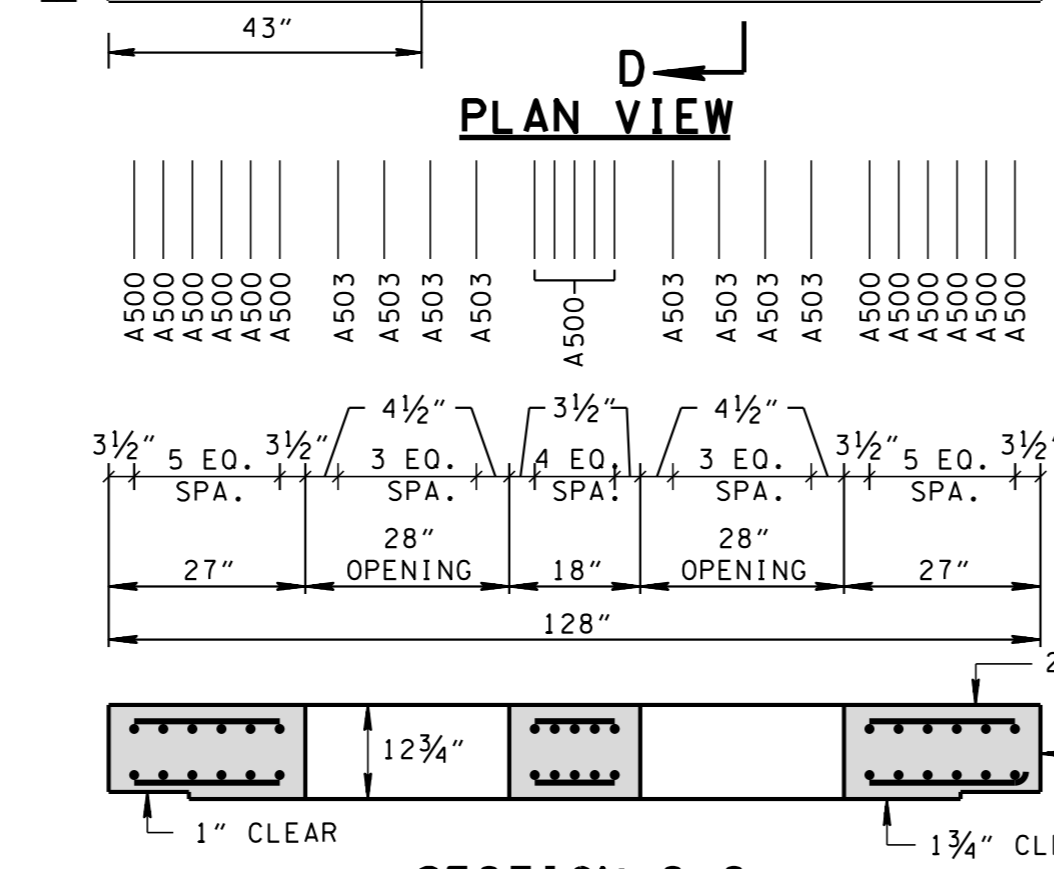 43"
D
PLAN VIEW
A500 A500 A500 A500 A500 A500 A503 A503 A503 A503 A500 A503 A503 A503 A503 A500 A500 A500 A500 A500 A500
4½" 3½" 4½"
3½" 5 EQ. SPA. 3½" 3 EQ. SPA. 4 EQ. SPA. 3 EQ. SPA. 3½" 5 EQ. SPA. 3½"
27" 28" OPENING 18" 28" OPENING 27"
128"
2
12¾"
1" CLEAR
1¾"